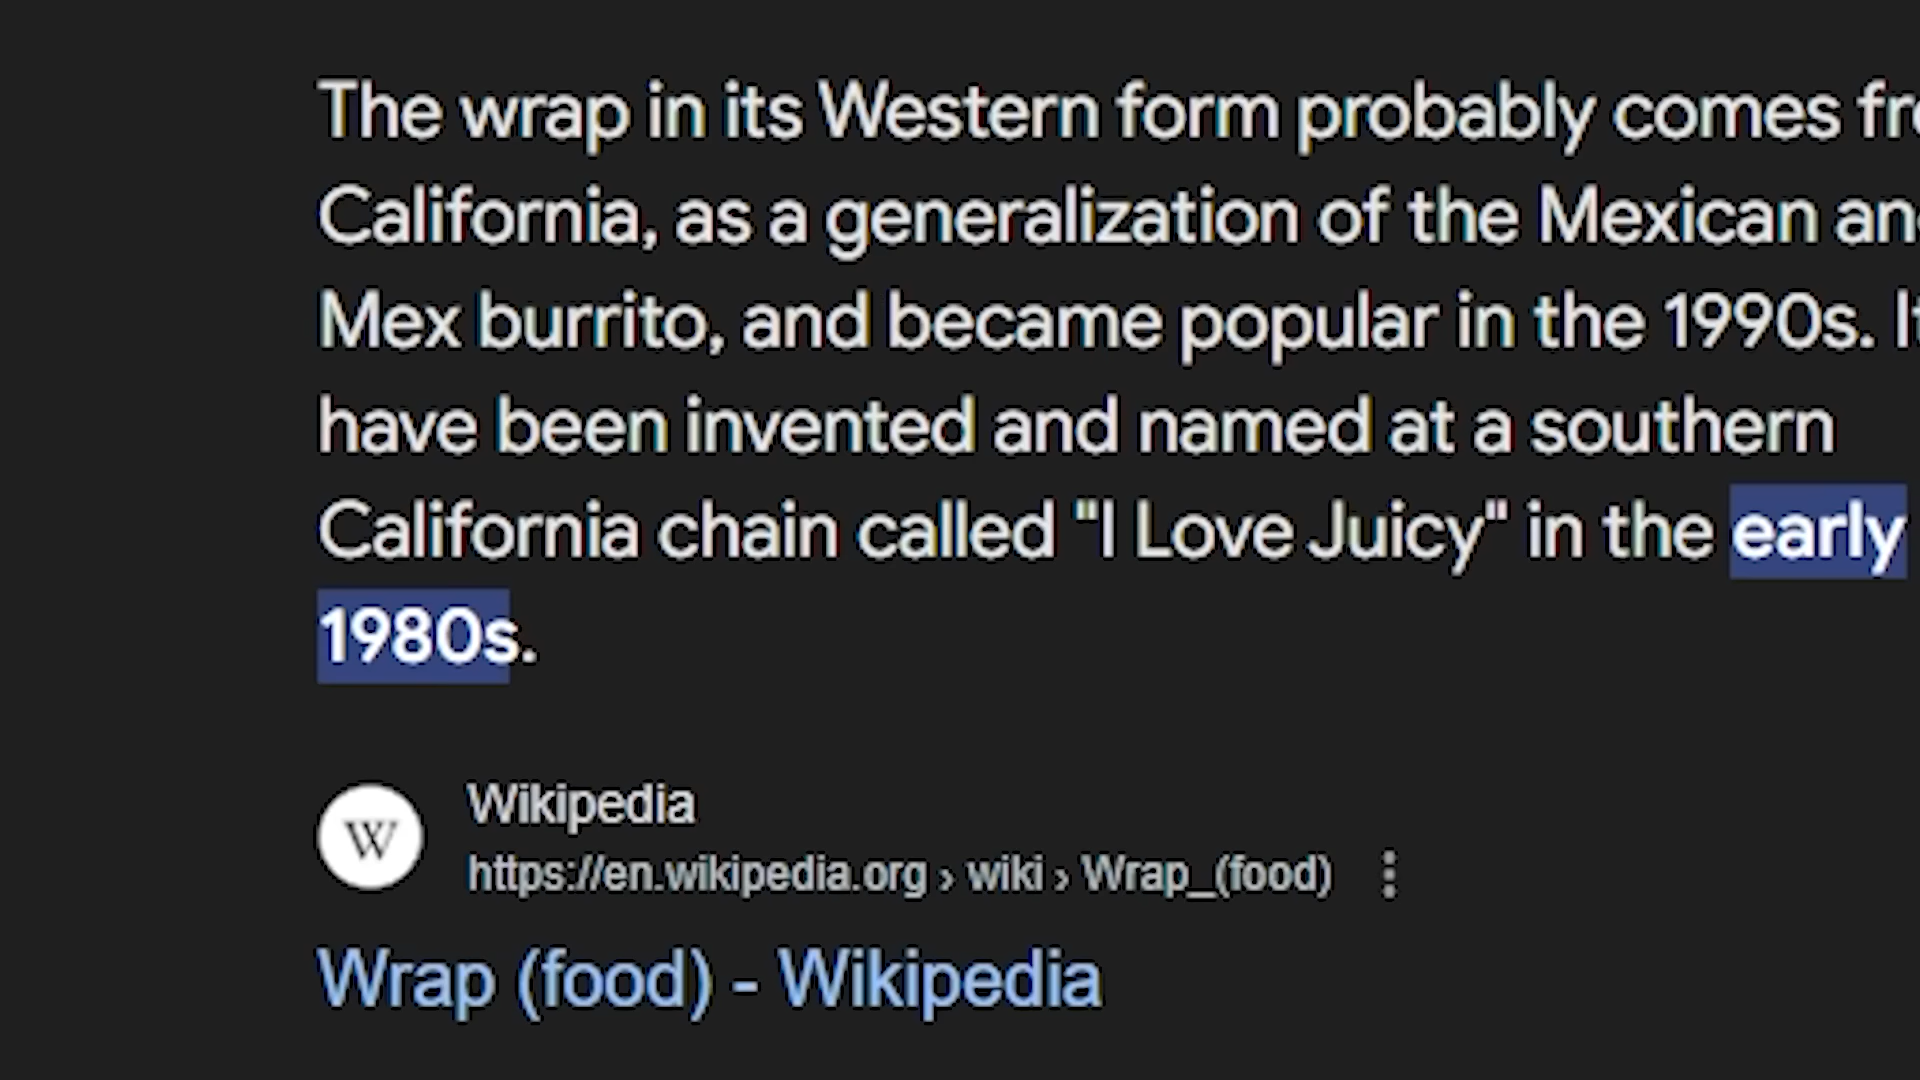 The wrap in its Western form probably comes
California, as a generalization of the Mexican
Mex burrito, and became popular in the 1990s.
have been invented and named at a southern
California chain called "I Love Juicy" in the early
1980s.
W
Wikipedia
https://en.wikipedia.org › wiki › Wrap_(food)
Wrap (food) - Wikipedia